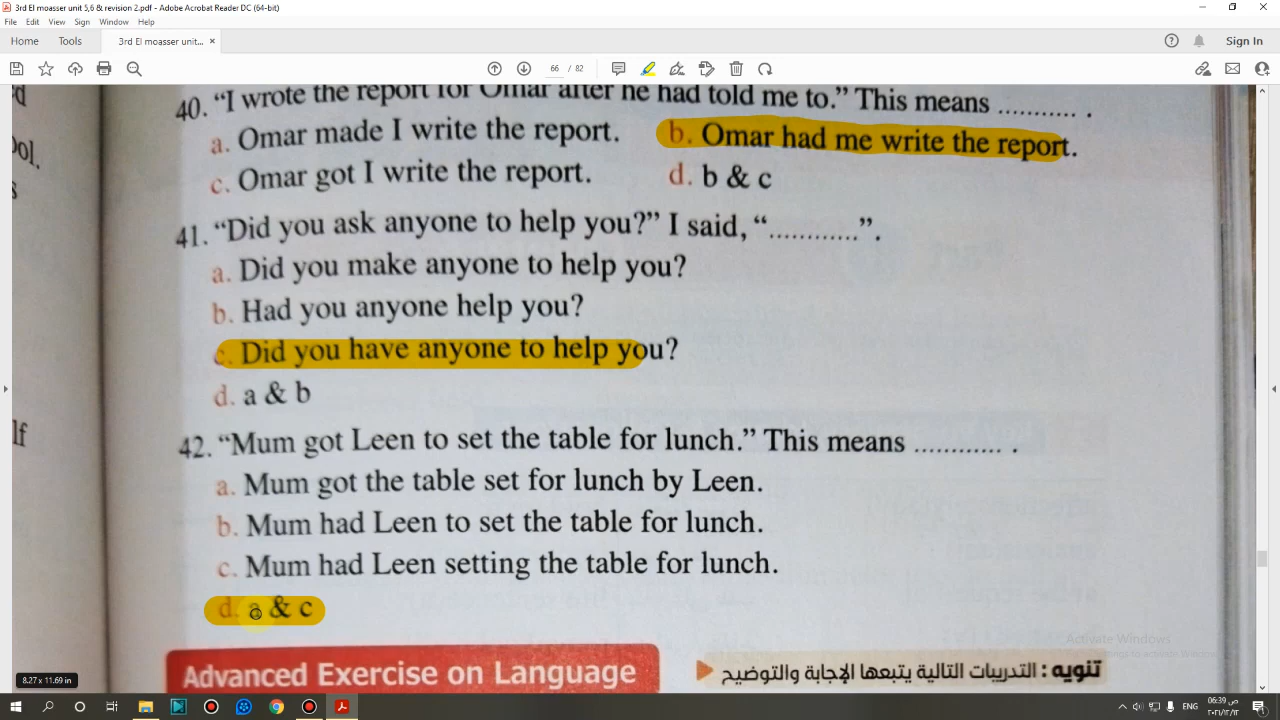 3rd El moasser unit 5,6 & revision 2.pdf - Adobe Acrobat Reader DC (64-bit)
File Edit View Sign Window Help
Home Tools 3rd El moasser unit... × Sign In
66 / 82
40. “I wrote the report for Omar after he had told me to.” This means ........... .
a. Omar made I write the report. b. Omar had me write the report.
ool.
c. Omar got I write the report. d. b & c
s
41. “Did you ask anyone to help you?” I said, “............”.
a. Did you make anyone to help you?
b. Had you anyone help you?
c. Did you have anyone to help you?
d. a & b
lf
42. “Mum got Leen to set the table for lunch.” This means ............ .
a. Mum got the table set for lunch by Leen.
b. Mum had Leen to set the table for lunch.
c. Mum had Leen setting the table for lunch.
d. a & c
Activate Windows
Advanced Exercise on Language تنويه : التدريبات التالية يتبعها الإجابة والتوضيح
8.27 x 11.69 in
ENG 06:39 ص